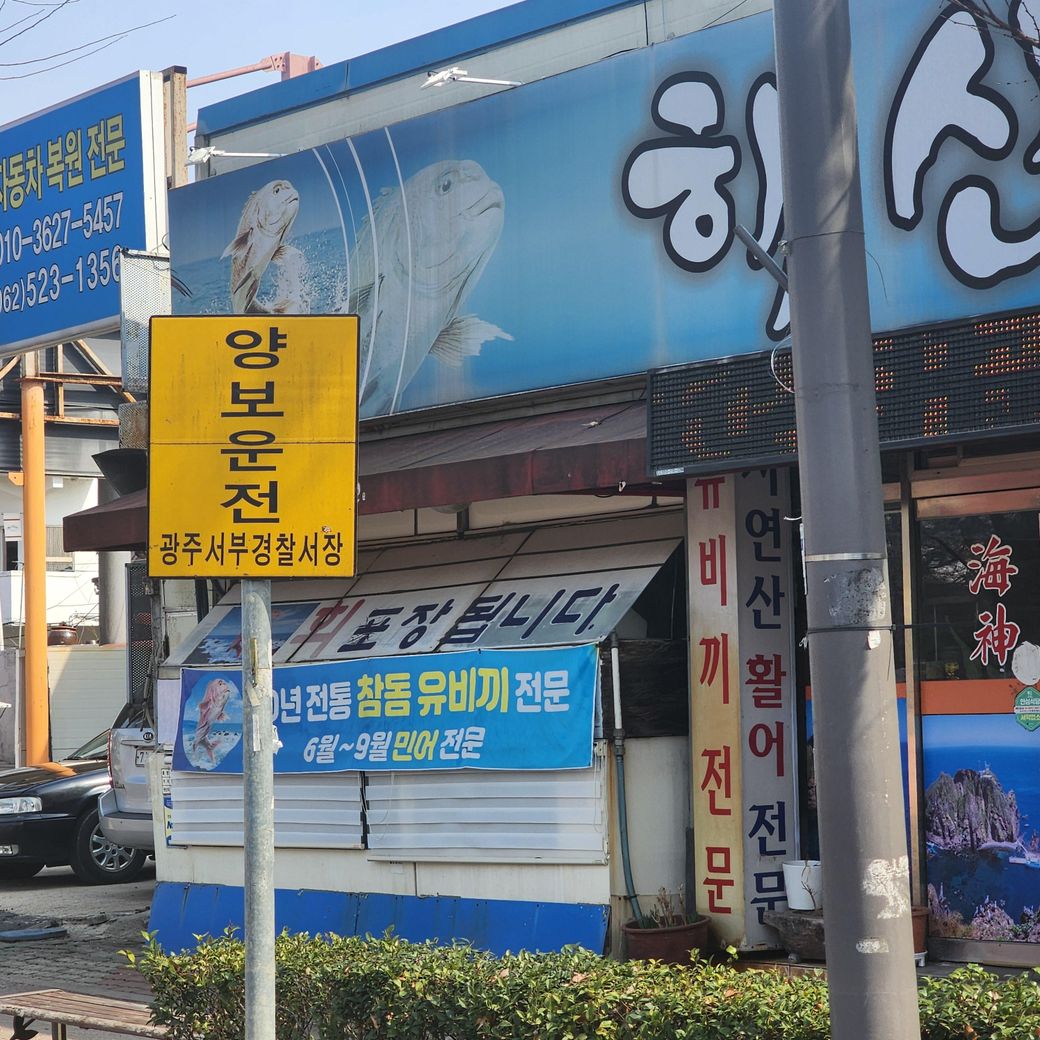 자동차 복원 전문
010-3627-5457
062)523-1356
양보운전
광주서부경찰서장
회포장됩니다
년 전통 참돔 유비끼 전문
6월~9월 민어 전문
유비끼 전문
자연산 활어 전문
海神